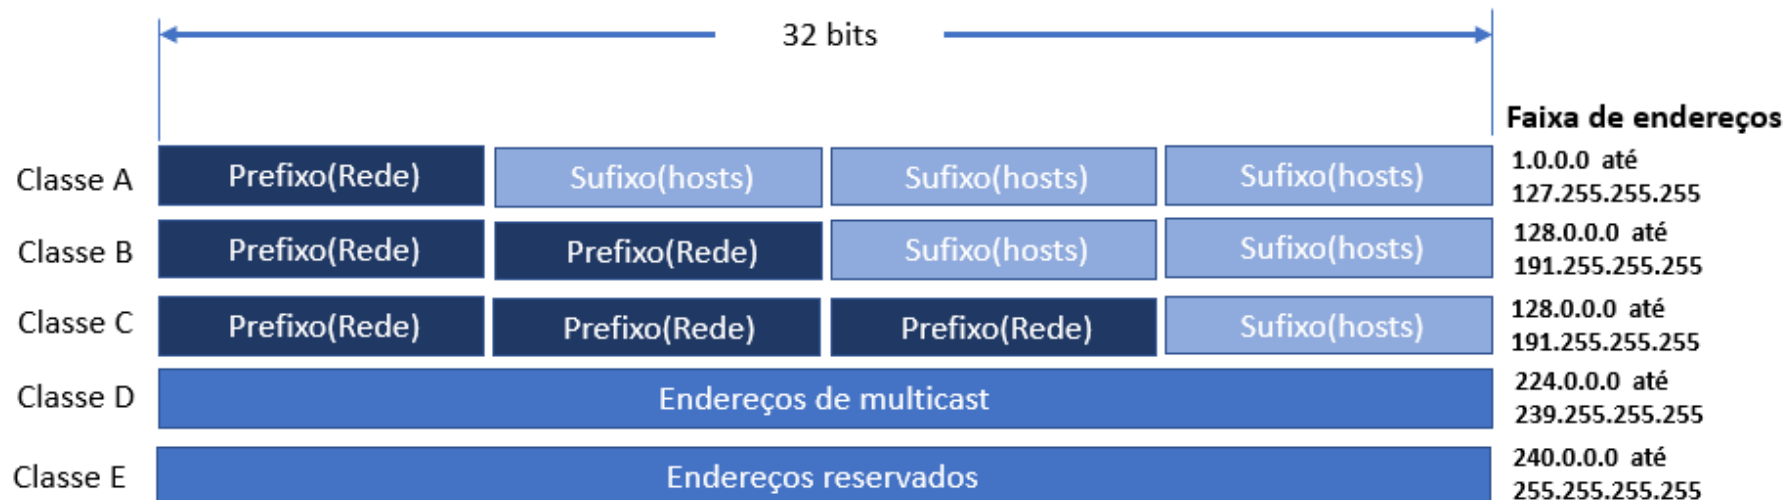 32 bits
Faixa de endereços
Classe A Prefixo(Rede) Sufixo(hosts) Sufixo(hosts) Sufixo(hosts) 1.0.0.0 até
127.255.255.255
Classe B Prefixo(Rede) Prefixo(Rede) Sufixo(hosts) Sufixo(hosts) 128.0.0.0 até
191.255.255.255
Classe C Prefixo(Rede) Prefixo(Rede) Prefixo(Rede) Sufixo(hosts) 128.0.0.0 até
191.255.255.255
Classe D Endereços de multicast 224.0.0.0 até
239.255.255.255
Classe E Endereços reservados 240.0.0.0 até
255.255.255.255